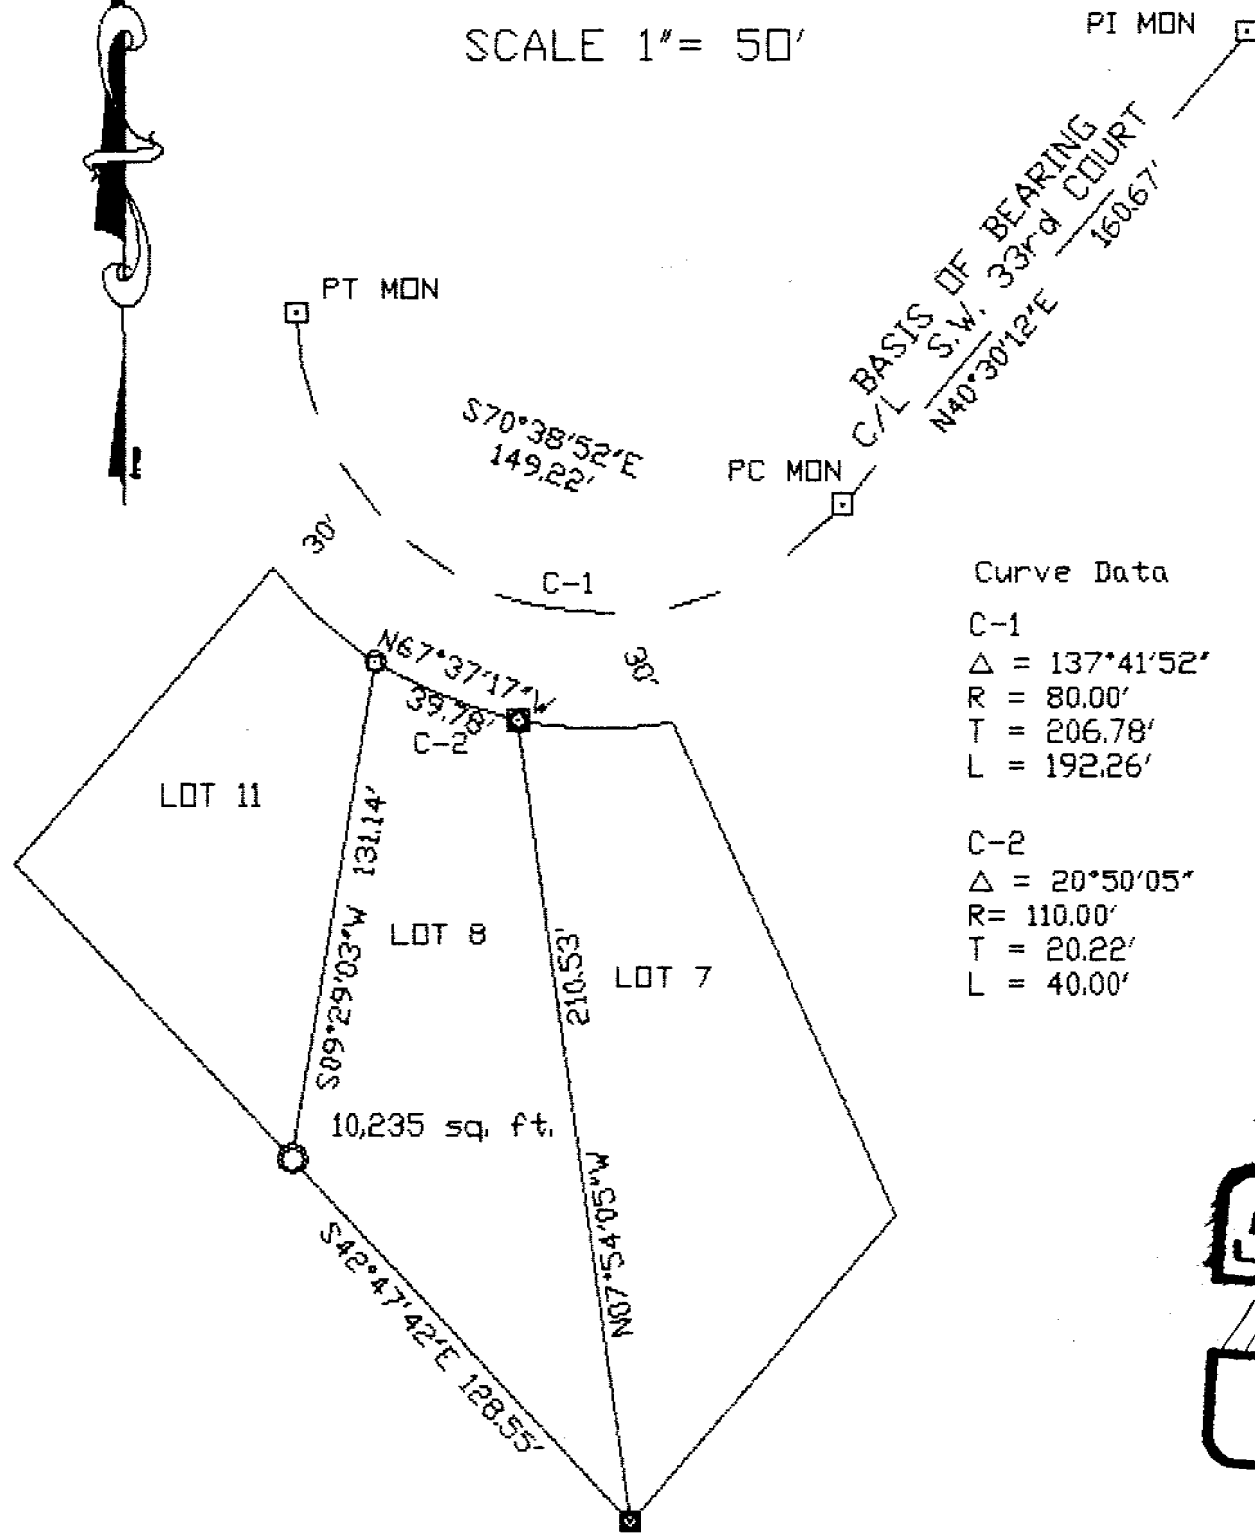 SCALE 1"= 50'
PI MON
BASIS OF BEARING
C/L S.W. 33rd COURT
N40°30'12"E 160.67'
PT MON
S70°38'52"E
149.22'
PC MON
30'
C-1
30'
N67°37'17"W
39.78'
C-2
Curve Data
C-1
Δ = 137°41'52"
R = 80.00'
T = 206.78'
L = 192.26'
C-2
Δ = 20°50'05"
R= 110.00'
T = 20.22'
L = 40.00'
LOT 11
S09°29'03"W 131.14'
LOT 8
210.53'
LOT 7
10,235 sq. ft.
N07°54'05"W
S42°47'42"E 128.55'